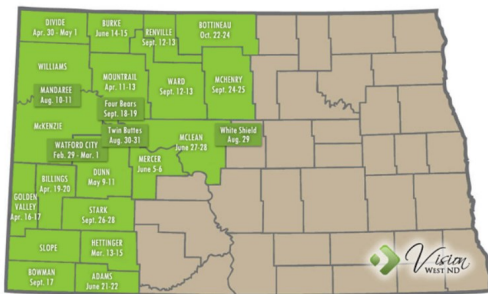 DIVIDE
Apr. 30 - May 1
BURKE
June 14-15
RENVILLE
Sept. 12-13
BOTTINEAU
Oct. 22-24
WILLIAMS
MOUNTRAIL
Apr. 11-13
WARD
Sept. 12-13
MCHENRY
Sept. 24-25
MANDAREE
Aug. 10-11
Four Bears
Sept. 18-19
McKENZIE
Twin Buttes
Aug. 30-31
MCLEAN
June 27-28
White Shield
Aug. 29
WATFORD CITY
Feb. 29 - Mar. 1
MERCER
June 5-6
BILLINGS
Apr. 19-20
DUNN
May 9-11
GOLDEN
VALLEY
Apr. 16-17
STARK
Sept. 26-28
SLOPE
HETTINGER
Mar. 13-15
BOWMAN
Sept. 17
ADAMS
June 21-22
Vision
WEST ND